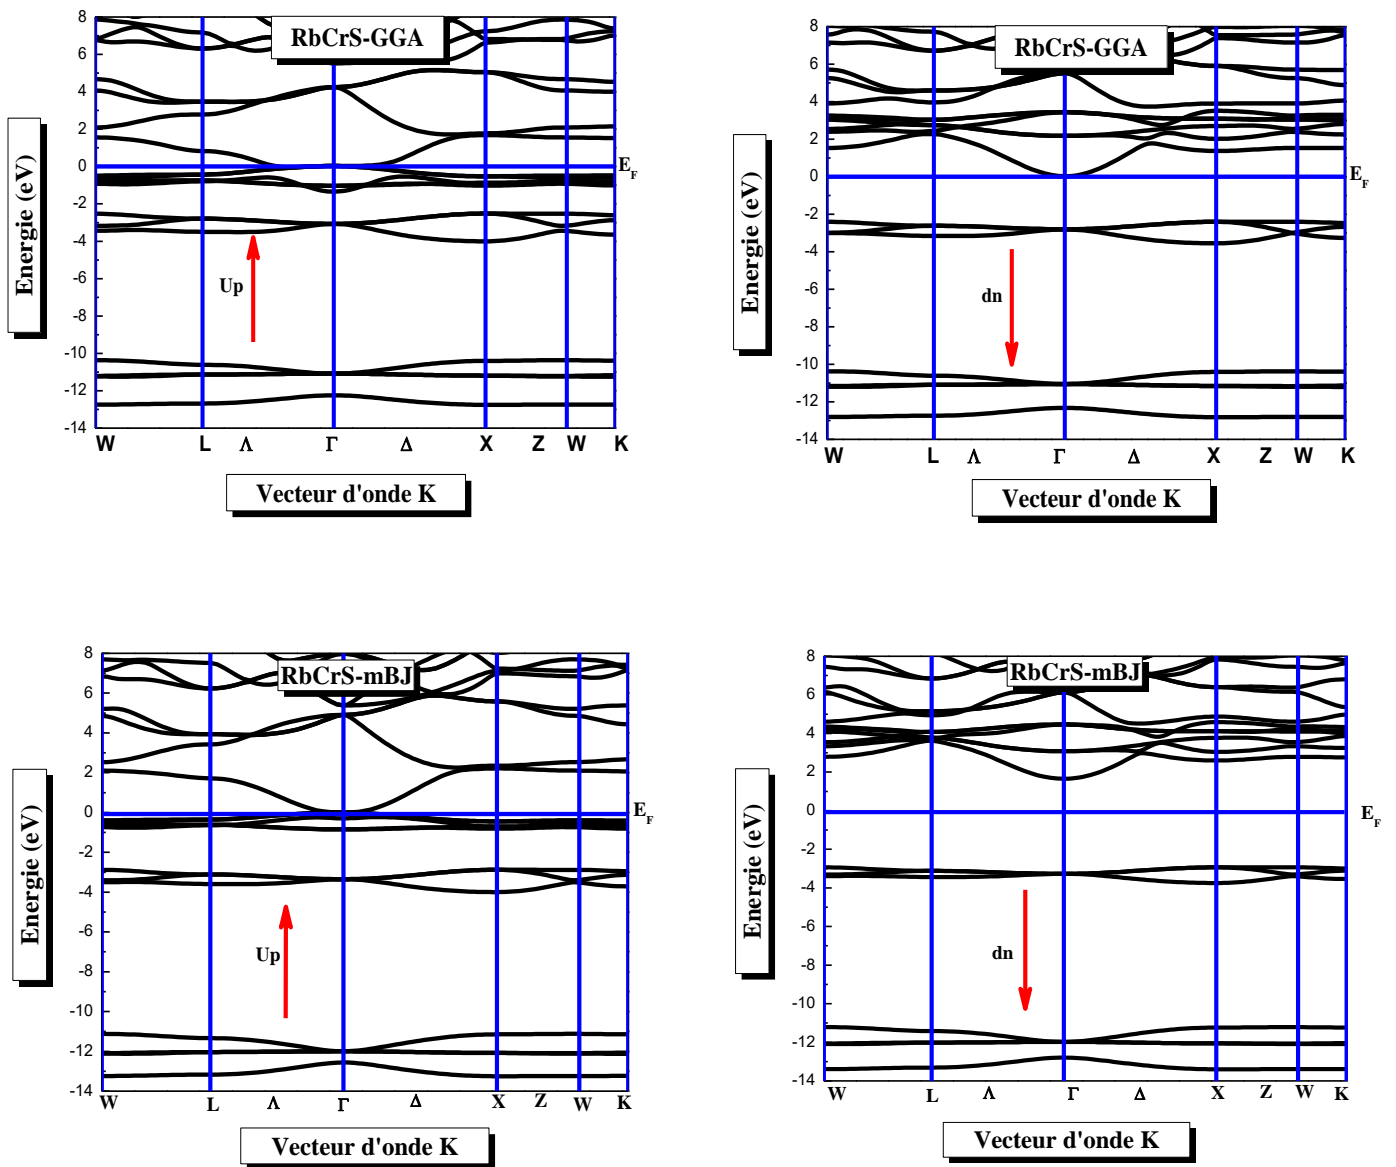 RbCrS-GGA
Energie (eV)
8
6
4
2
0
-2
-4
-6
-8
-10
-12
-14
E_F
Up
W L Λ Γ Δ X Z W K
Vecteur d'onde K
RbCrS-GGA
Energie (eV)
8
6
4
2
0
-2
-4
-6
-8
-10
-12
-14
E_F
dn
W L Λ Γ Δ X Z W K
Vecteur d'onde K
RbCrS-mBJ
Energie (eV)
8
6
4
2
0
-2
-4
-6
-8
-10
-12
-14
E_F
Up
W L Λ Γ Δ X Z W K
Vecteur d'onde K
RbCrS-mBJ
Energie (eV)
8
6
4
2
0
-2
-4
-6
-8
-10
-12
-14
E_F
dn
W L Λ Γ Δ X Z W K
Vecteur d'onde K